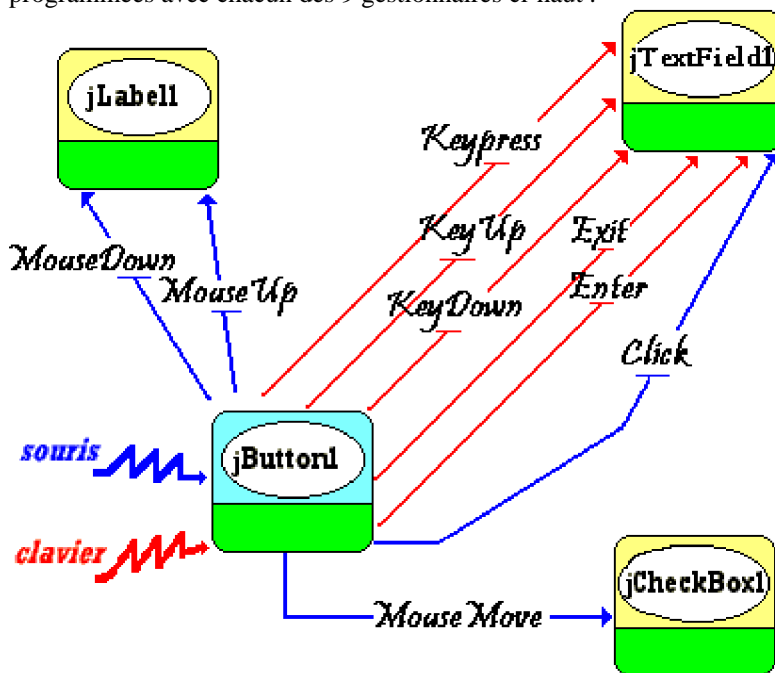 programmées avec chacun des 9 gestionnaires ci-haut :
jTextField1
jLabel1
Keypress
KeyUp
Exit
MouseDown
MouseUp
KeyDown
Enter
Click
souris
jButton1
clavier
jCheckBox1
MouseMove